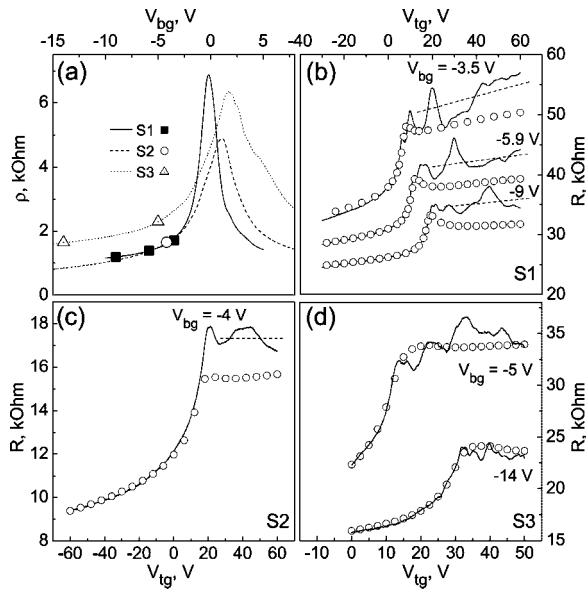 V_bg, V
V_tg, V
-15 -10 -5 0 5
-40 -20 0 20 40 60 80
(a)
S1
S2
S3
ρ, kOhm
6
4
2
0
(b)
V_bg = -3.5 V
-5.9 V
-9 V
S1
R, kOhm
60
50
40
30
20
(c)
V_bg = -4 V
S2
R, kOhm
18
16
14
12
10
8
-60 -40 -20 0 20 40 60
V_tg, V
(d)
V_bg = -5 V
-14 V
S3
R, kOhm
35
30
25
20
15
-10 0 10 20 30 40 50
V_tg, V